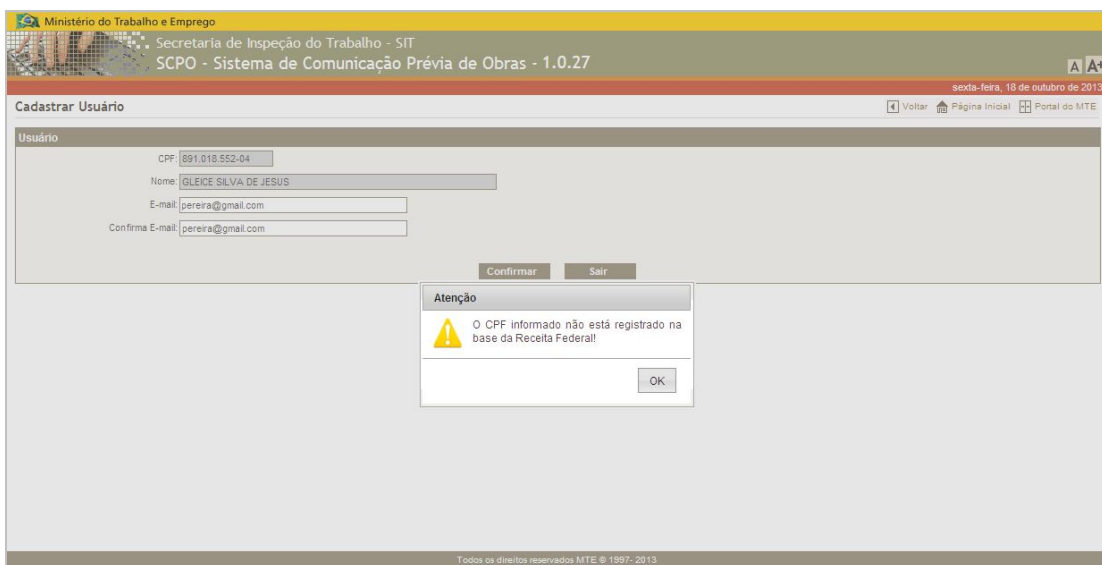 Ministério do Trabalho e Emprego
Secretaria de Inspeção do Trabalho - SIT
SCPO - Sistema de Comunicação Prévia de Obras - 1.0.27
A A+
sexta-feira, 18 de outubro de 2013
Cadastrar Usuário
Voltar Página Inicial Portal do MTE
Usuário
CPF: 891.018.552-04
Nome: GLEICE SILVA DE JESUS
E-mail: pereira@gmail.com
Confirma E-mail: pereira@gmail.com
Confirmar Sair
Atenção
O CPF informado não está registrado na
base da Receita Federal!
OK
Todos os direitos reservados MTE © 1997- 2013